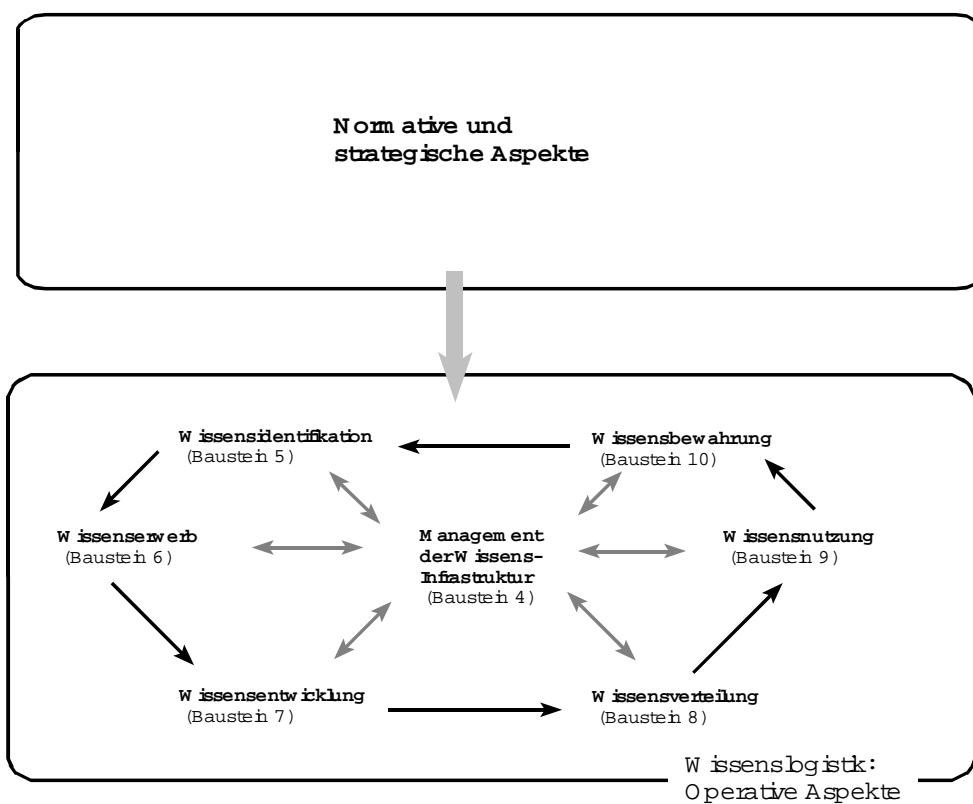 Normative und
strategische Aspekte
Wissensidentifikation
(Baustein 5)
Wissensbewahrung
(Baustein 10)
Wissenserwerb
(Baustein 6)
Management
der Wissens-
Infrastruktur
(Baustein 4)
Wissensnutzung
(Baustein 9)
Wissensentwicklung
(Baustein 7)
Wissensverteilung
(Baustein 8)
Wissenslogistik:
Operative Aspekte